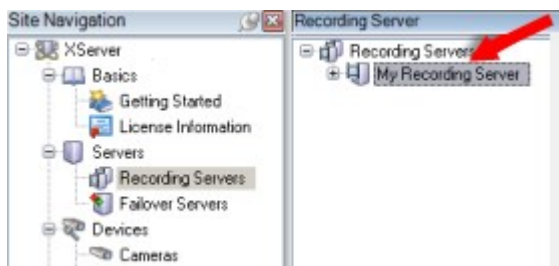 Site Navigation
XServer
Basics
Getting Started
License Information
Servers
Recording Servers
Failover Servers
Devices
Cameras
Recording Server
Recording Servers
My Recording Server